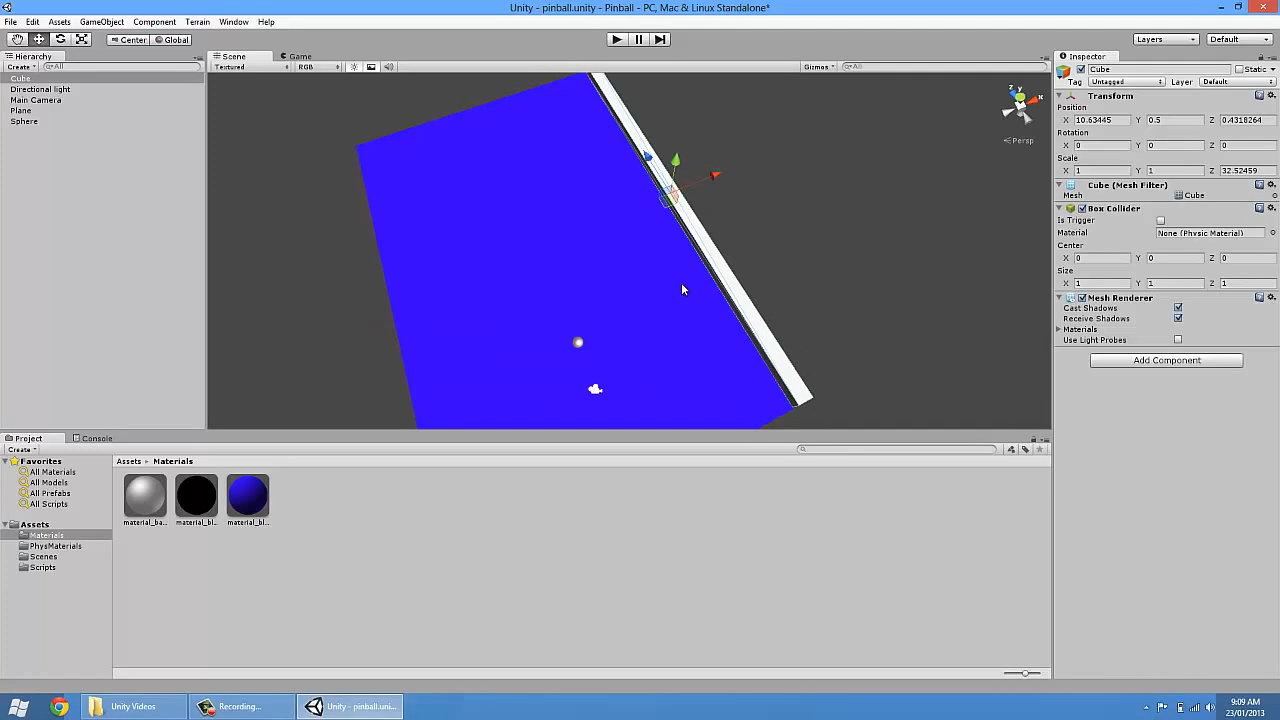 Unity - pinball.unity - Pinball - PC, Mac & Linux Standalone*
File Edit Assets GameObject Component Terrain Window Help
Center Global Layers Default
Hierarchy Scene Game Inspector
Create All Textured RGB Gizmos All
Cube
Directional light
Main Camera
Plane
Sphere
z y x
Persp
Cube Static
Tag Untagged Layer Default
Transform
Position
X 10.63445 Y 0.5 Z 0.4318264
Rotation
X 0 Y 0 Z 0
Scale
X 1 Y 1 Z 32.52459
Cube (Mesh Filter)
Mesh Cube
Box Collider
Is Trigger
Material None (Physic Material)
Center
X 0 Y 0 Z 0
Size
X 1 Y 1 Z 1
Mesh Renderer
Cast Shadows
Receive Shadows
Materials
Use Light Probes
Add Component
Project Console
Create
Favorites
All Materials
All Models
All Prefabs
All Scripts
Assets
Materials
PhysMaterials
Scenes
Scripts
Assets Materials
material_ba... material_bl... material_bl...
Unity Videos Recording... Unity - pinball.uni...
9:09 AM
23/01/2013